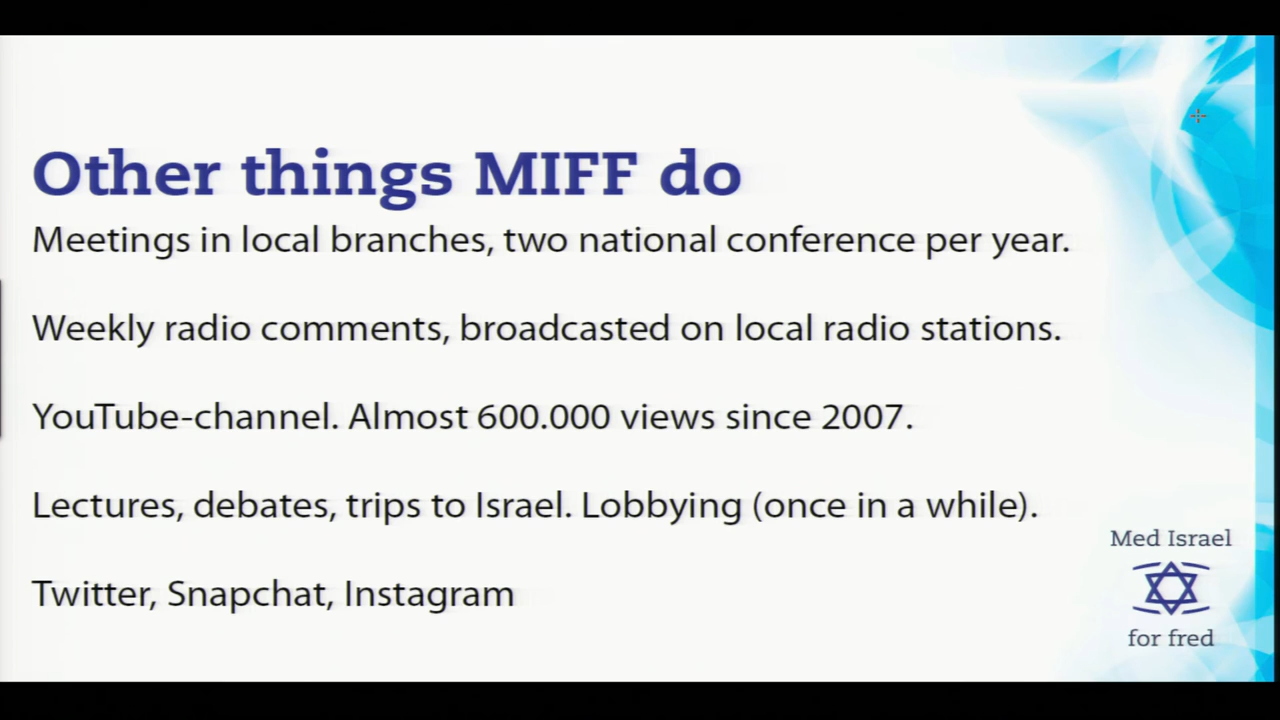 Other things MIFF do
Meetings in local branches, two national conference per year.
Weekly radio comments, broadcasted on local radio stations.
YouTube-channel. Almost 600.000 views since 2007.
Lectures, debates, trips to Israel. Lobbying (once in a while).
Twitter, Snapchat, Instagram
Med Israel
for fred